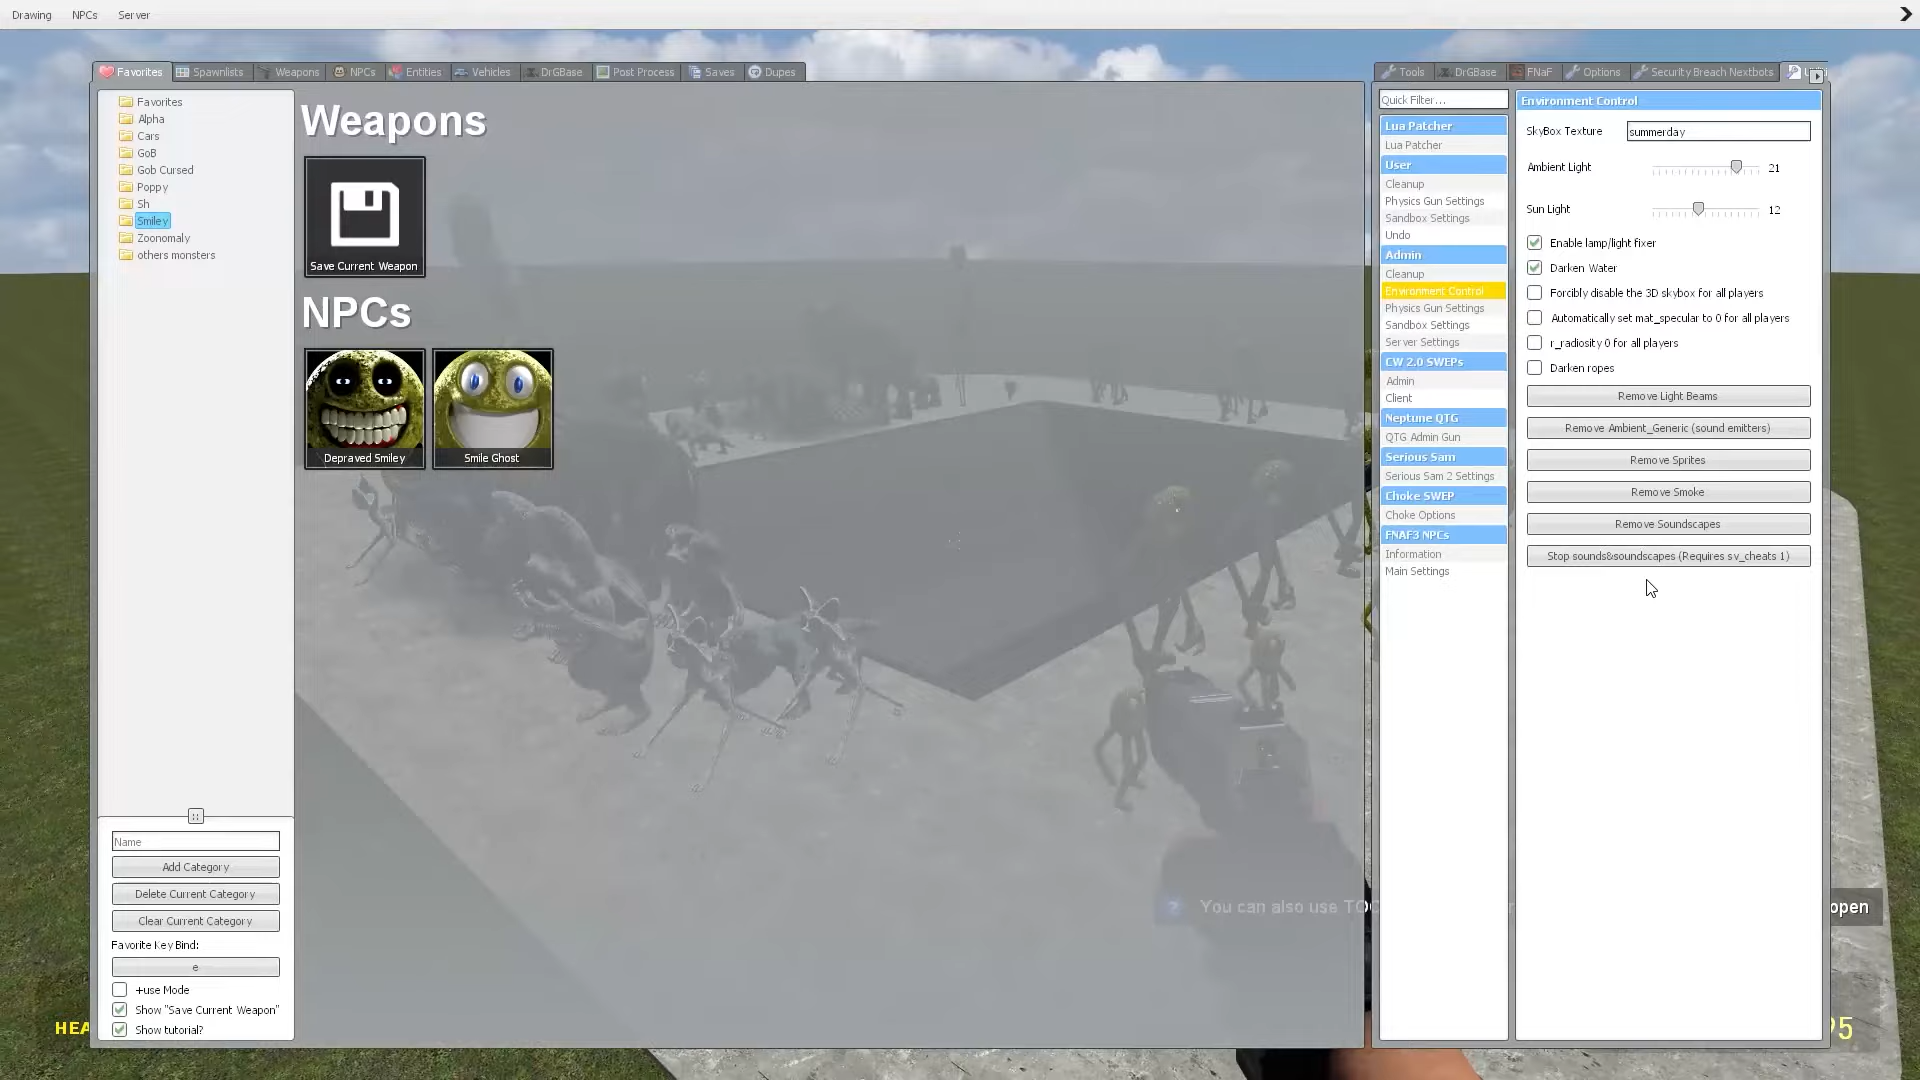 Drawing NPCs Server
Favorites Spawnlists Weapons NPCs Entities Vehicles DrGBase Post Process Saves Dupes
Favorites
Alpha
Cars
GoB
Gob Cursed
Poppy
Sh
Smiley
Zoonomaly
others monsters
Name
Add Category
Delete Current Category
Clear Current Category
Favorite Key Bind:
e
+use Mode
Show "Save Current Weapon"
Show tutorial?
Weapons
Save Current Weapon
NPCs
Depraved Smiley
Smile Ghost
You can also use
open
HEA
95
Tools DrGBase FNaF Options Security Breach Nextbots
Quick Filter...
Lua Patcher
Lua Patcher
User
Cleanup
Physics Gun Settings
Sandbox Settings
Undo
Admin
Cleanup
Environment Control
Physics Gun Settings
Sandbox Settings
Server Settings
CW 2.0 SWEPs
Admin
Client
Neptune QTG
QTG Admin Gun
Serious Sam
Serious Sam 2 Settings
Choke SWEP
Choke Options
FNAF3 NPCs
Information
Main Settings
Environment Control
SkyBox Texture summerday
Ambient Light 21
Sun Light 12
Enable lamp/light fixer
Darken Water
Forcibly disable the 3D skybox for all players
Automatically set mat_specular to 0 for all players
r_radiosity 0 for all players
Darken ropes
Remove Light Beams
Remove Ambient_Generic (sound emitters)
Remove Sprites
Remove Smoke
Remove Soundscapes
Stop sounds&soundscapes (Requires sv_cheats 1)